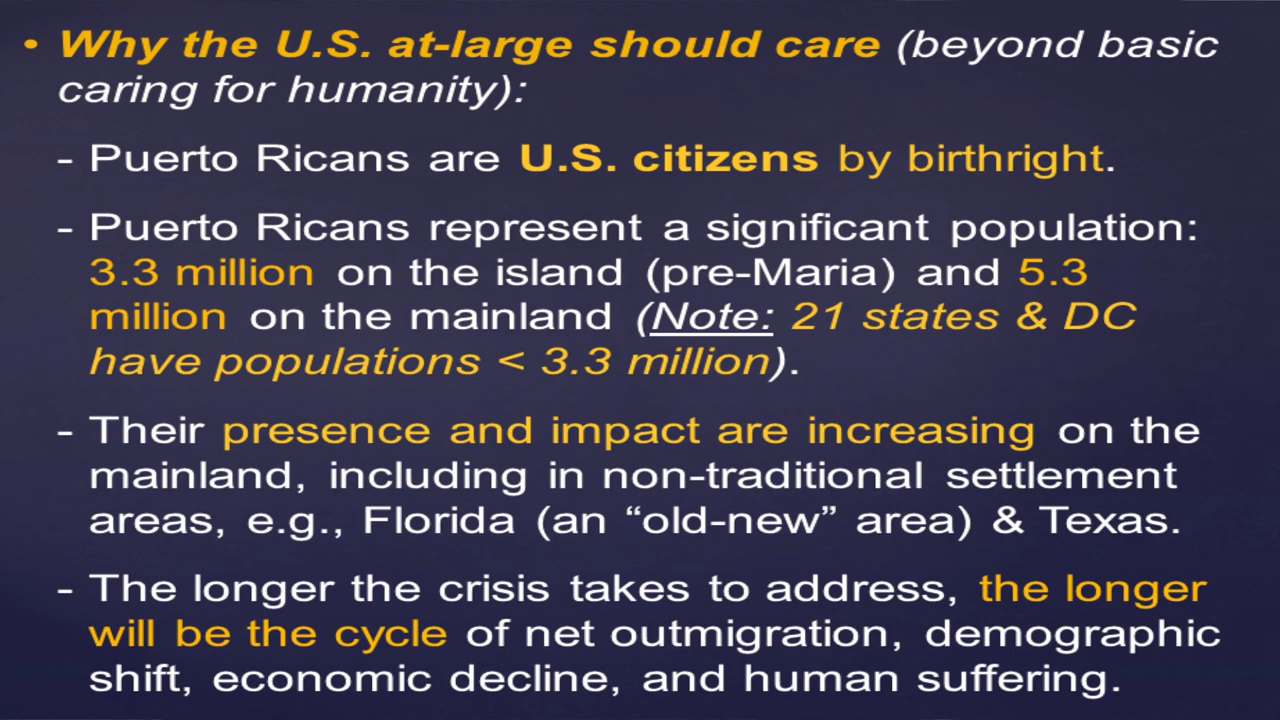 • Why the U.S. at-large should care (beyond basic
caring for humanity):
- Puerto Ricans are U.S. citizens by birthright.
- Puerto Ricans represent a significant population:
3.3 million on the island (pre-Maria) and 5.3
million on the mainland (Note: 21 states & DC
have populations < 3.3 million).
- Their presence and impact are increasing on the
mainland, including in non-traditional settlement
areas, e.g., Florida (an “old-new” area) & Texas.
- The longer the crisis takes to address, the longer
will be the cycle of net outmigration, demographic
shift, economic decline, and human suffering.